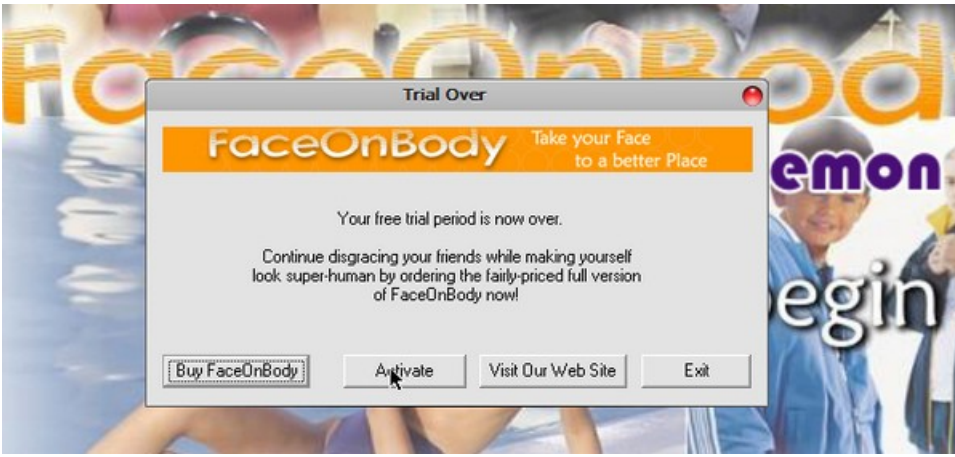 FaceOnBod
Trial Over
FaceOnBody
Take your Face
to a better Place
emon
Your free trial period is now over.
Continue disgracing your friends while making yourself
look super-human by ordering the fairly-priced full version
of FaceOnBody now!
egin
Buy FaceOnBody Activate Visit Our Web Site Exit